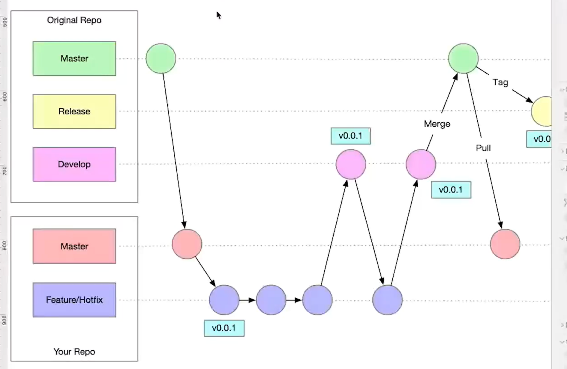 Original Repo
Master
Release
Develop
Master
Feature/Hotfix
Your Repo
v0.0.1
v0.0.1
v0.0.1
Merge
Tag
Pull
v0.0